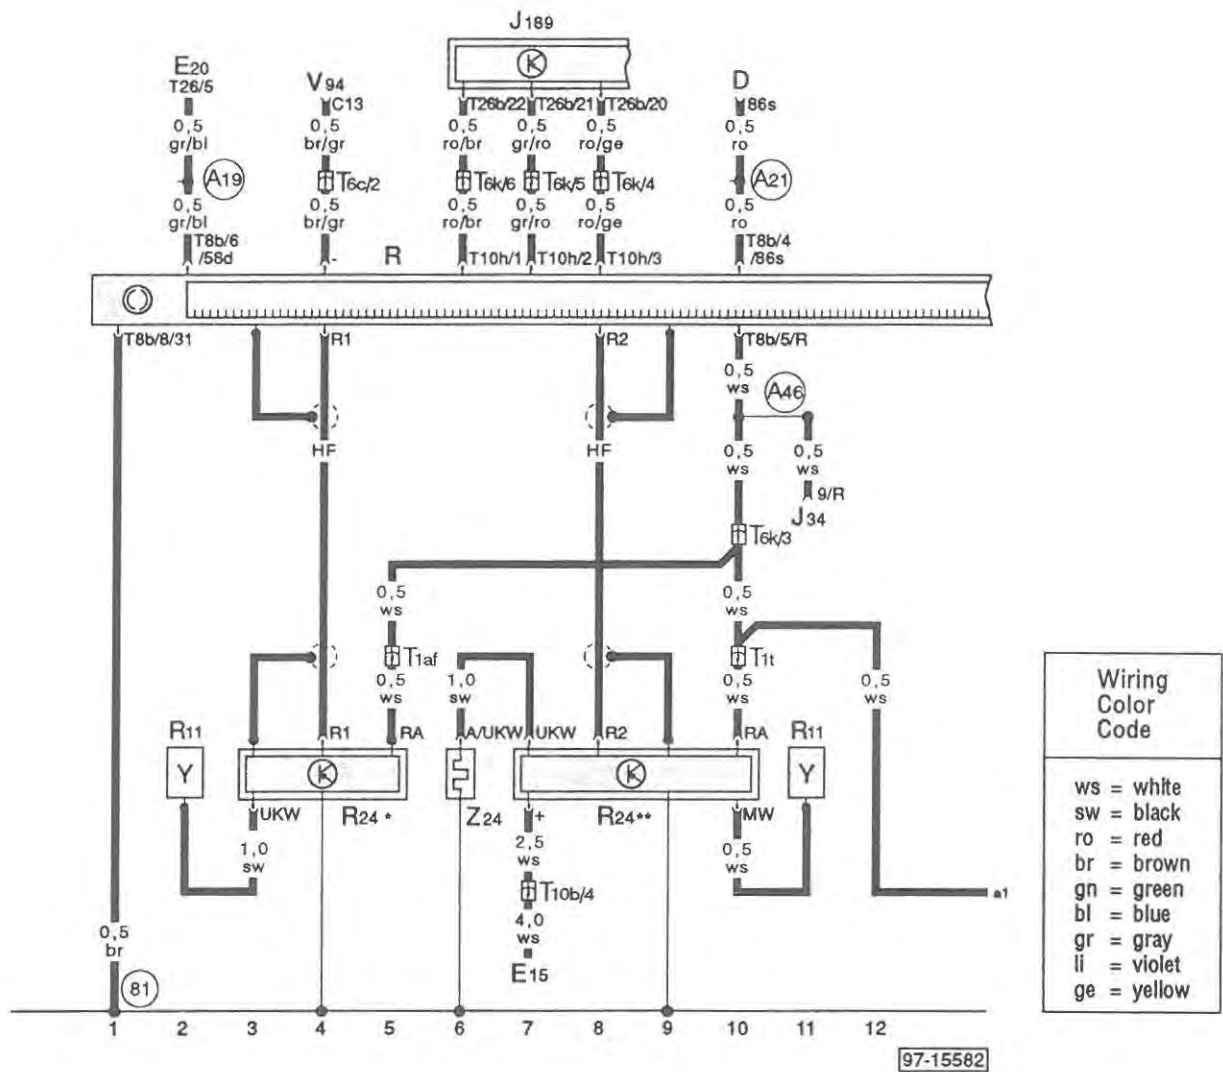 J189
E20
T26/5
V94
C13
T26b/22
T26b/21
T26b/20
D
86s
0,5
gr/bl
0,5
br/gr
0,5
ro/br
0,5
gr/ro
0,5
ro/ge
0,5
ro
A19
T6c/2
T6k/6
T6k/5
T6k/4
A21
0,5
gr/bl
0,5
br/gr
0,5
ro/br
0,5
gr/ro
0,5
ro/ge
0,5
ro
T8b/6
/58d
-
R
T10h/1
T10h/2
T10h/3
T8b/4
/86s
T8b/8/31
R1
R2
T8b/5/R
0,5
ws
A46
HF
HF
0,5
ws
0,5
ws
9/R
J34
T6k/3
0,5
ws
0,5
ws
T1af
T1t
0,5
ws
1,0
sw
0,5
ws
0,5
ws
R11
R1
RA
A/UKW
UKW
R2
RA
R11
Y
Y
UKW
R24 *
Z24
+
R24**
MW
1,0
sw
2,5
ws
0,5
ws
T10b/4
a1
4,0
ws
E15
0,5
br
81
1 2 3 4 5 6 7 8 9 10 11 12
97-15582
Wiring
Color
Code
ws = white
sw = black
ro = red
br = brown
gn = green
bl = blue
gr = gray
li = violet
ge = yellow